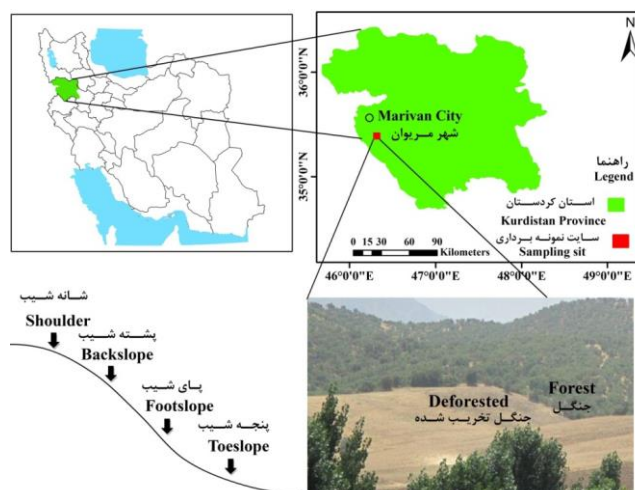 N
36°0'0"N
35°0'0"N
Marivan City
شهر مریوان
راهنما
Legend
استان کردستان
Kurdistan Province
سایت نمونه برداری
Sampling sit
0 15 30 60 90
Kilometers
46°0'0"E 47°0'0"E 48°0'0"E 49°0'0"E
شانه شیب
Shoulder
پشته شیب
Backslope
پای شیب
Footslope
پنجه شیب
Toeslope
Forest
جنگل
Deforested
جنگل تخریب شده